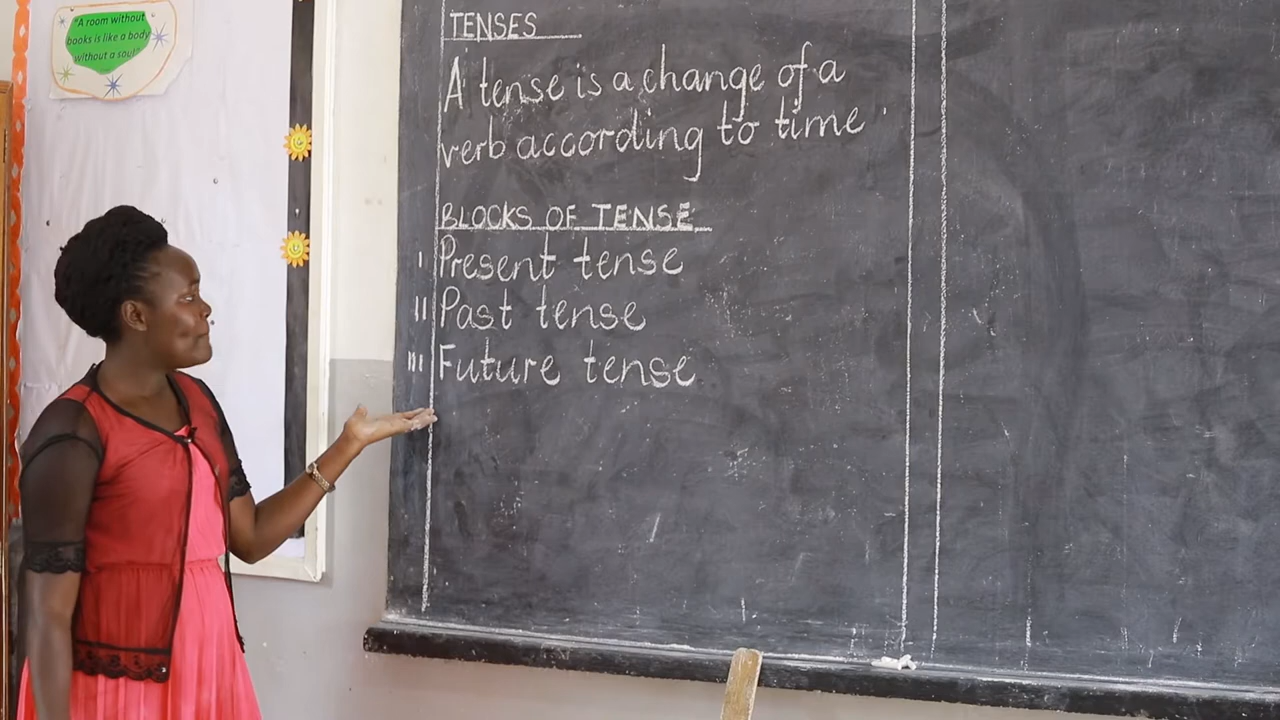 "A room without
books is like a body
without a soul"
TENSES
A tense is a change of a
verb according to time.
BLOCKS OF TENSE
i Present tense
ii Past tense
iii Future tense